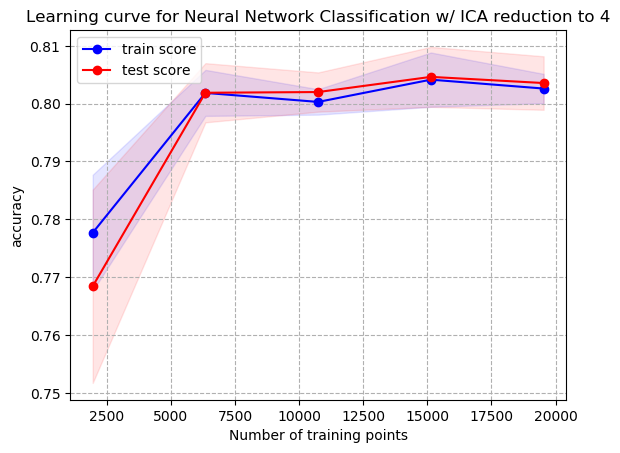 Learning curve for Neural Network Classification w/ ICA reduction to 4
train score
test score
0.81
0.80
0.79
0.78
0.77
0.76
0.75
accuracy
2500 5000 7500 10000 12500 15000 17500 20000
Number of training points